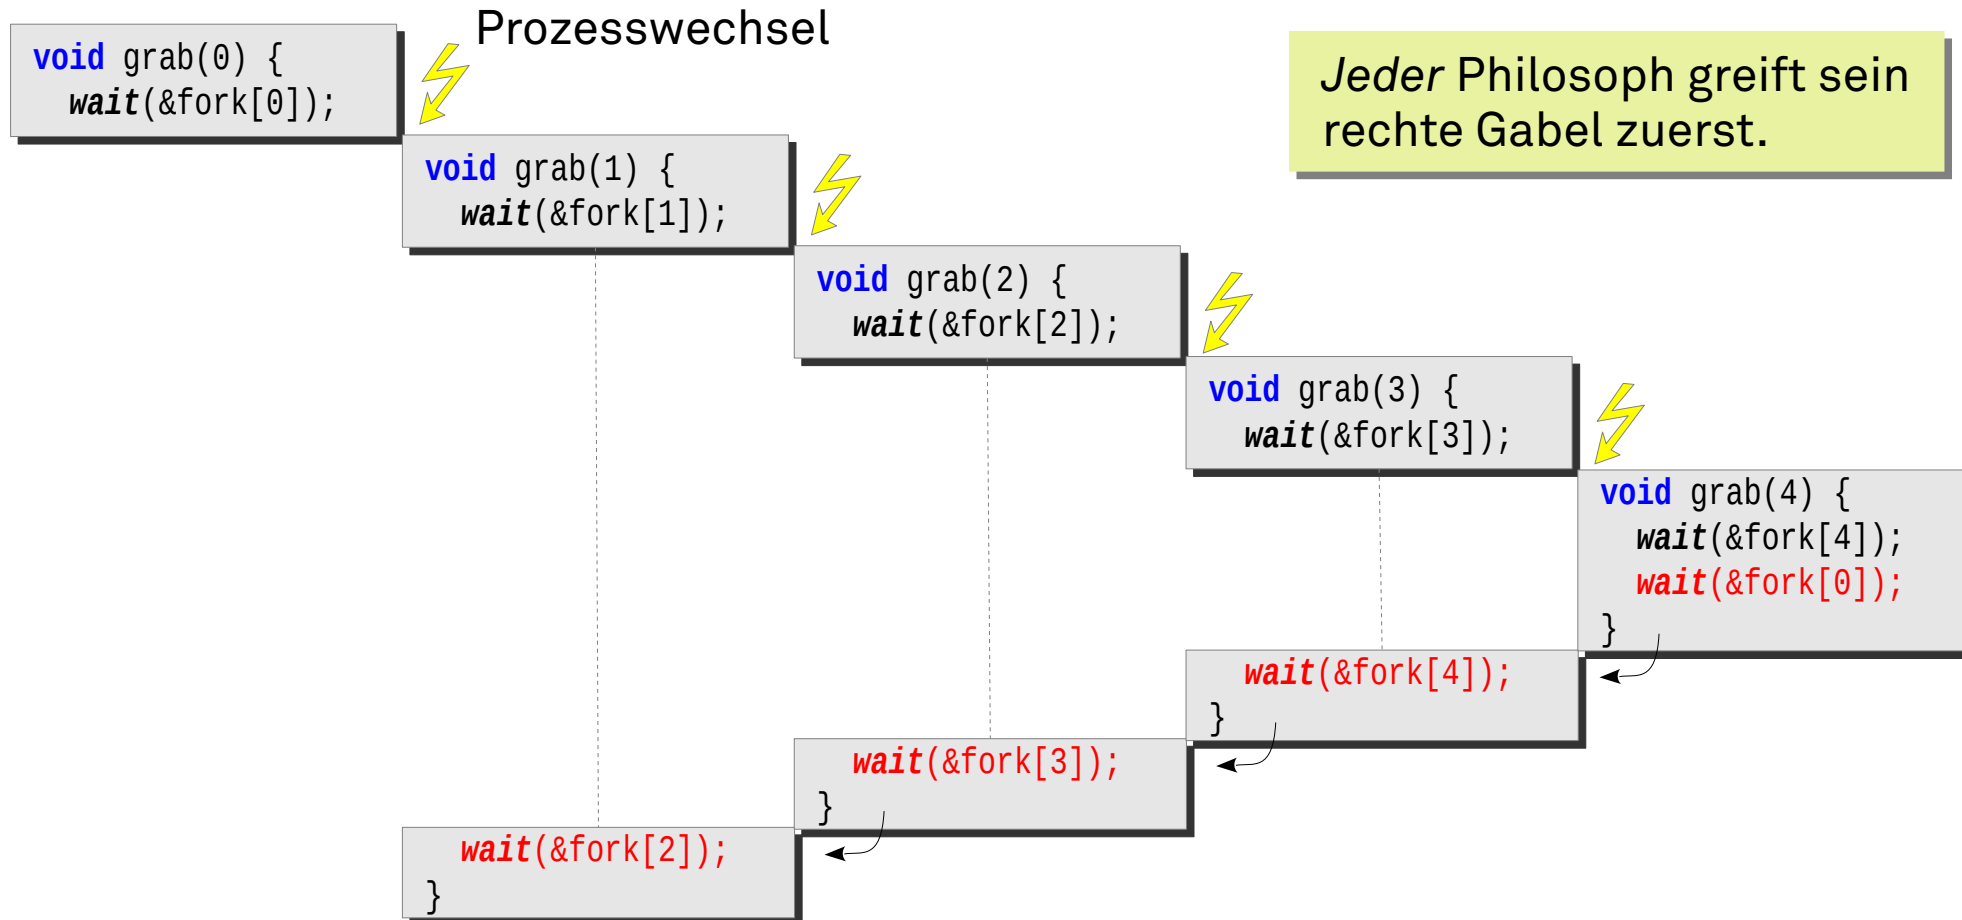 Prozesswechsel
void grab(0) {
wait(&fork[0]);
Jeder Philosoph greift sein
rechte Gabel zuerst.
void grab(1) {
wait(&fork[1]);
void grab(2) {
wait(&fork[2]);
void grab(3) {
wait(&fork[3]);
void grab(4) {
wait(&fork[4]);
wait(&fork[0]);
}
wait(&fork[4]);
}
wait(&fork[3]);
}
wait(&fork[2]);
}